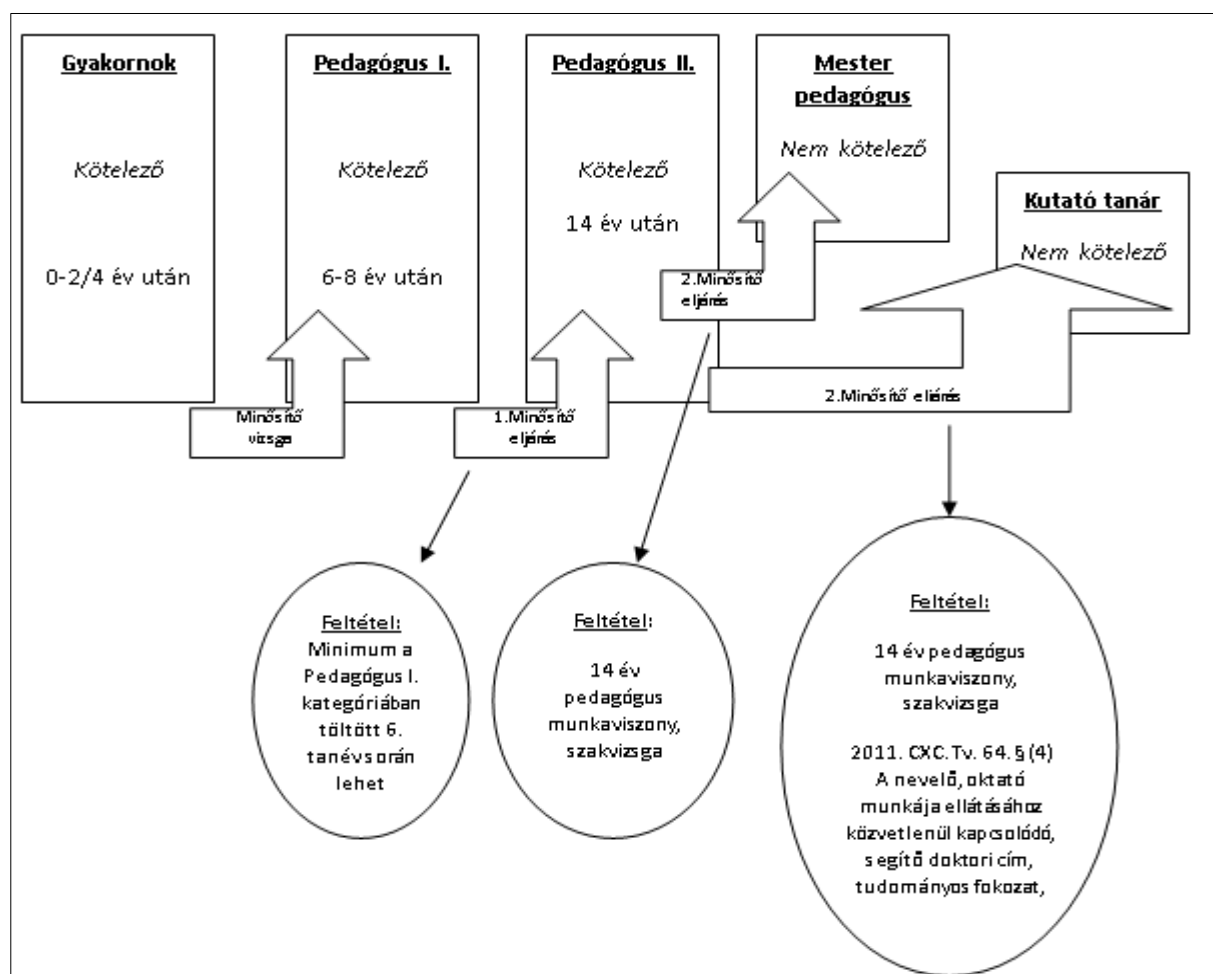 Gyakornok
Kötelező
0-2/4 év után
Pedagógus I.
Kötelező
6-8 év után
Pedagógus II.
Kötelező
14 év után
Mester
pedagógus
Nem kötelező
Kutató tanár
Nem kötelező
Minősítő
vizsga
1.Minősítő
eljárás
2.Minősítő
eljárás
2.Minősítő eljárás
Feltétel:
Minimum a
Pedagógus I.
kategóriában
töltött 6.
tanév során
lehet
Feltétel:
14 év
pedagógus
munkaviszony,
szakvizsga
Feltétel:
14 év pedagógus
munkaviszony,
szakvizsga
2011. CXC. Tv. 64. § (4)
A nevelő, oktató
munkája ellátásához
közvetlenül kapcsolódó,
segítő doktori cím,
tudományos fokozat,